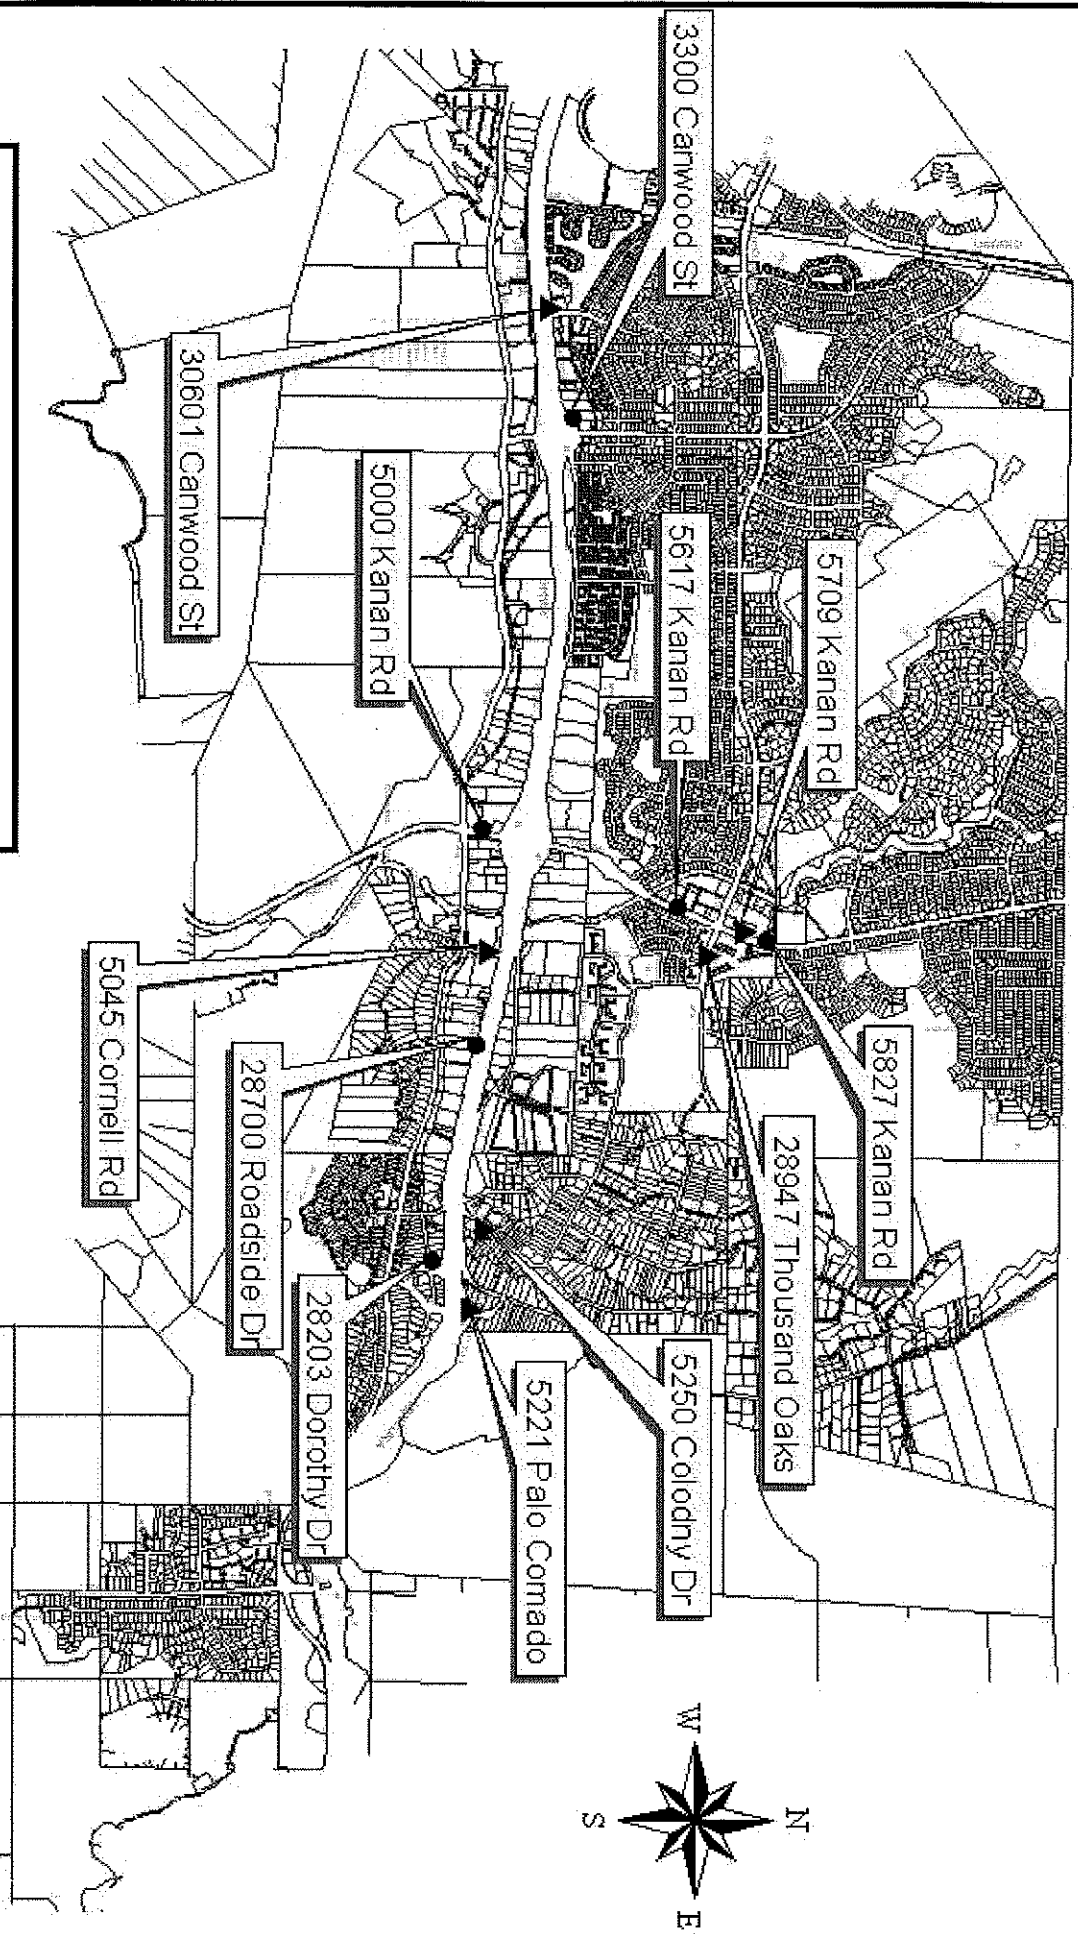 3300 Canwood St
5709 Kanan Rd
5827 Kanan Rd
5617 Kanan Rd
28947 Thousand Oaks
5250 Colodny Dr
5221 Palo Comado
30601 Canwood St
5000 Kanan Rd
5045 Cornell Rd
28700 Roadside Dr
28203 Dorothy Dr
N
W
E
S